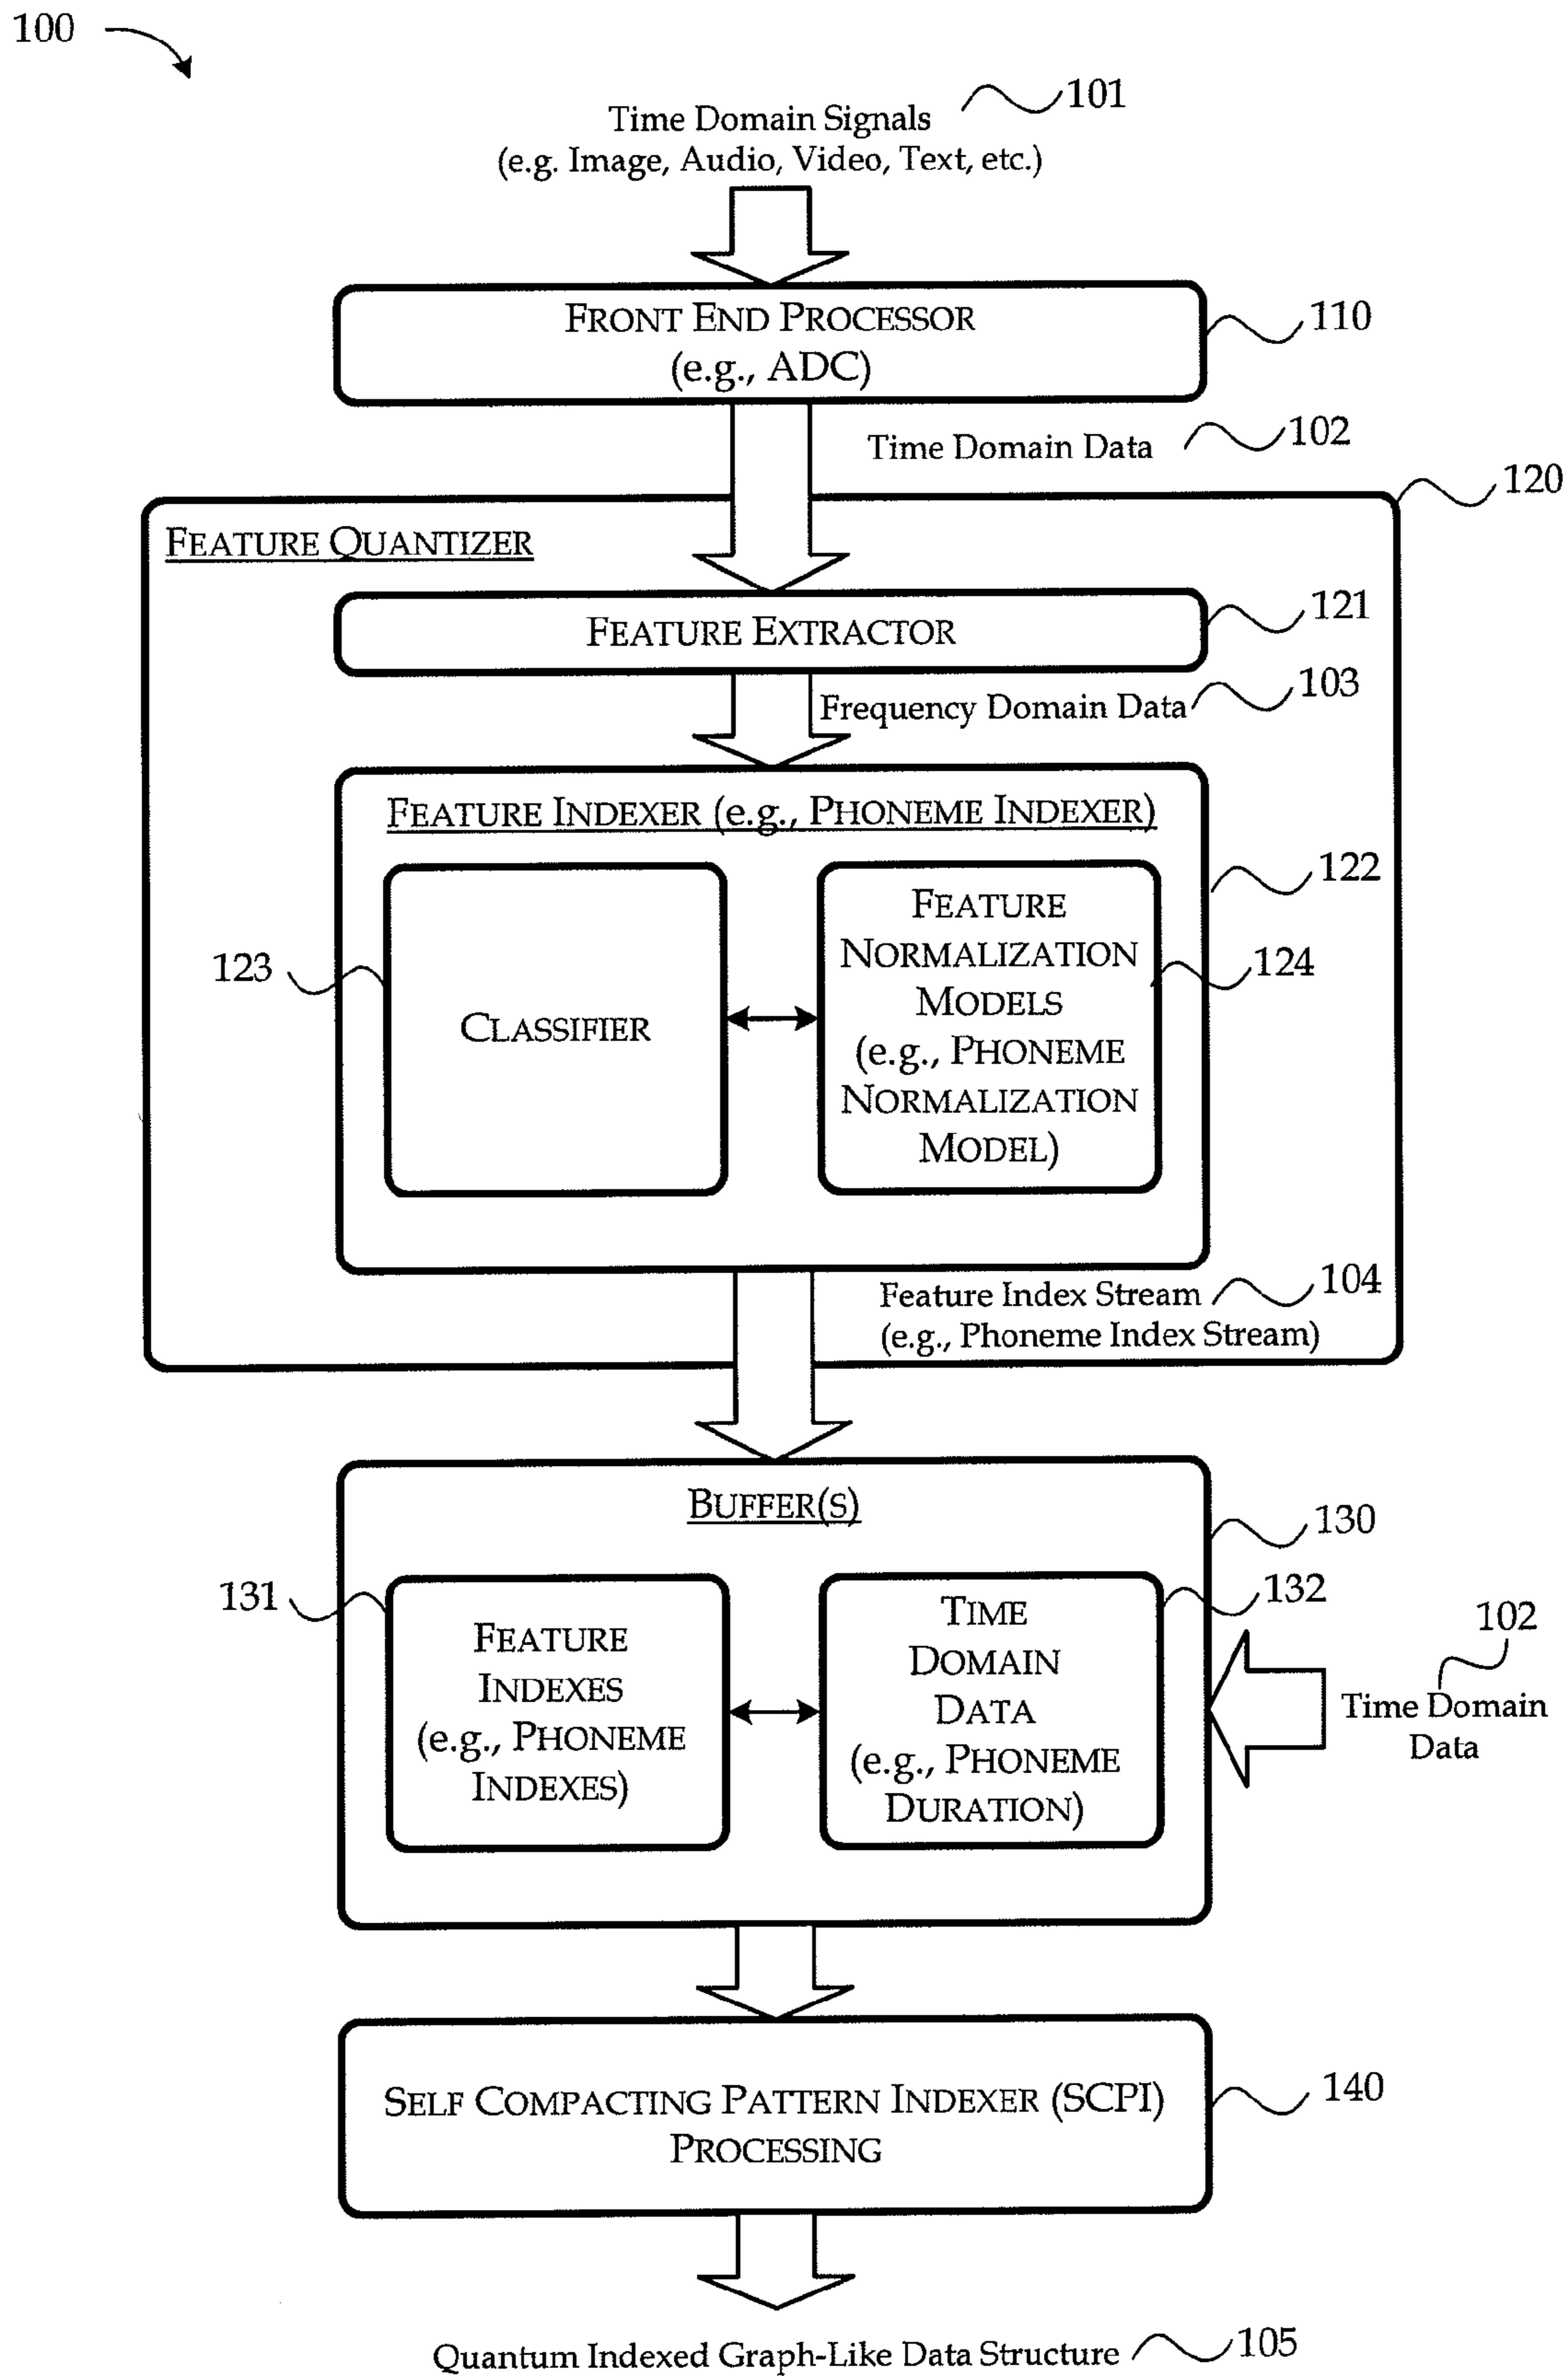 100
Time Domain Signals
101
(e.g. Image, Audio, Video, Text, etc.)
FRONT END PROCESSOR
(e.g., ADC)
110
Time Domain Data
102
120
FEATURE QUANTIZER
FEATURE EXTRACTOR
121
Frequency Domain Data
103
FEATURE INDEXER (e.g., PHONEME INDEXER)
122
123
CLASSIFIER
FEATURE
NORMALIZATION
MODELS
(e.g., PHONEME
NORMALIZATION
MODEL)
124
Feature Index Stream
104
(e.g., Phoneme Index Stream)
BUFFER(S)
130
131
FEATURE
INDEXES
(e.g., PHONEME
INDEXES)
TIME
DOMAIN
DATA
(e.g., PHONEME
DURATION)
132
102
Time Domain
Data
SELF COMPACTING PATTERN INDEXER (SCPI)
PROCESSING
140
Quantum Indexed Graph-Like Data Structure
105